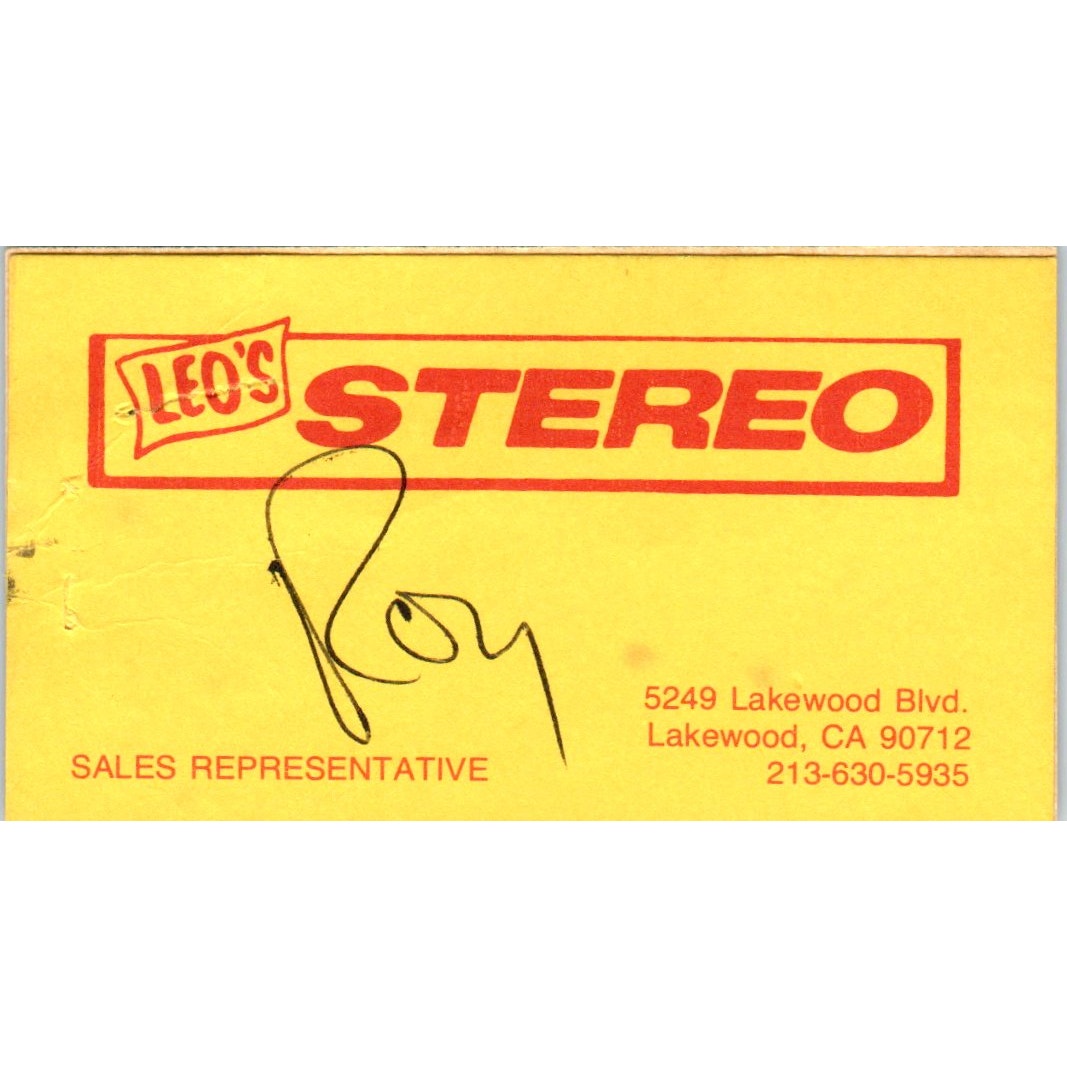 LEO'S STEREO
Roy
SALES REPRESENTATIVE
5249 Lakewood Blvd.
Lakewood, CA 90712
213-630-5935